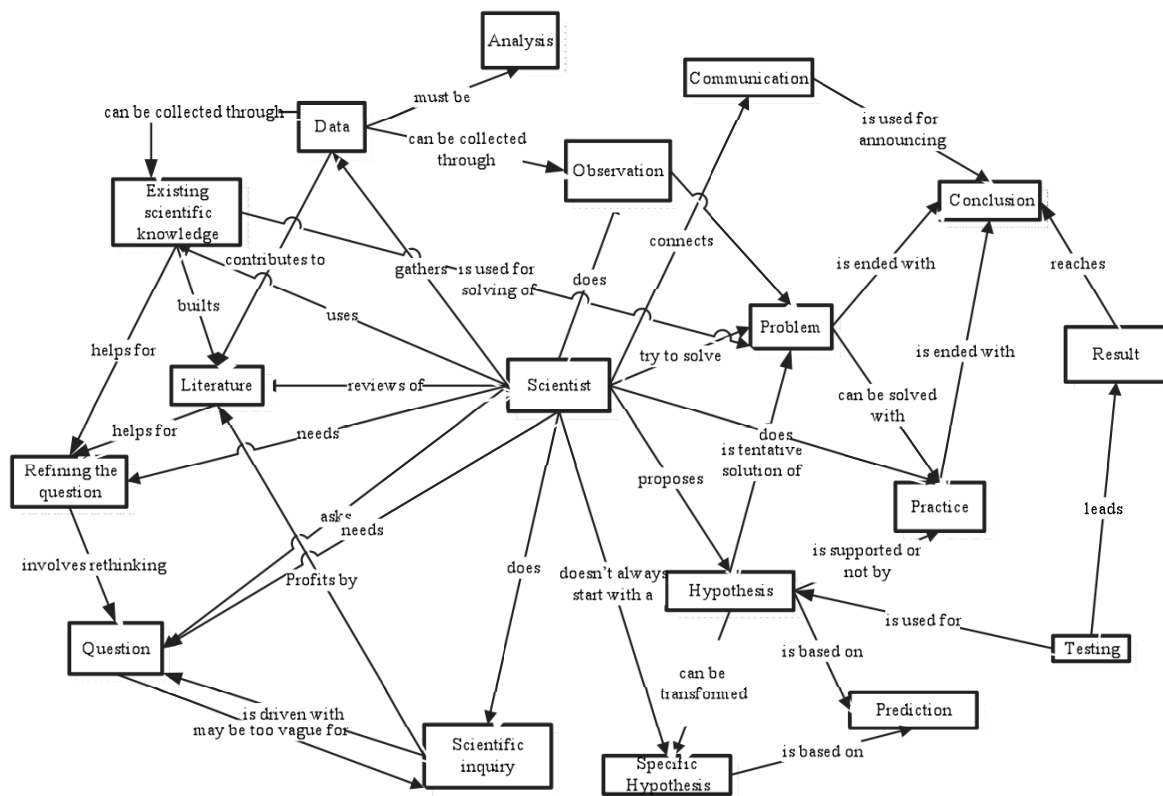 Analysis
Communication
can be collected through
must be
Data
can be collected
through
is used for
announcing
Observation
Existing
scientific
knowledge
Conclusion
connects
contributes to
gathers
is used for
solving of
does
is ended with
reaches
builts
uses
Problem
helps for
try to solve
is ended with
Result
Literature
reviews of
Scientist
can be solved
with
helps for
needs
does
is tentative
solution of
Refining the
question
proposes
Practice
leads
asks
needs
is supported or
not by
involves rethinking
Profits by
does
doesn't always
start with a
Hypothesis
is used for
Question
Testing
is based on
can be
transformed
is driven with
may be too vague for
Scientific
inquiry
Prediction
is based on
Specific
Hypothesis